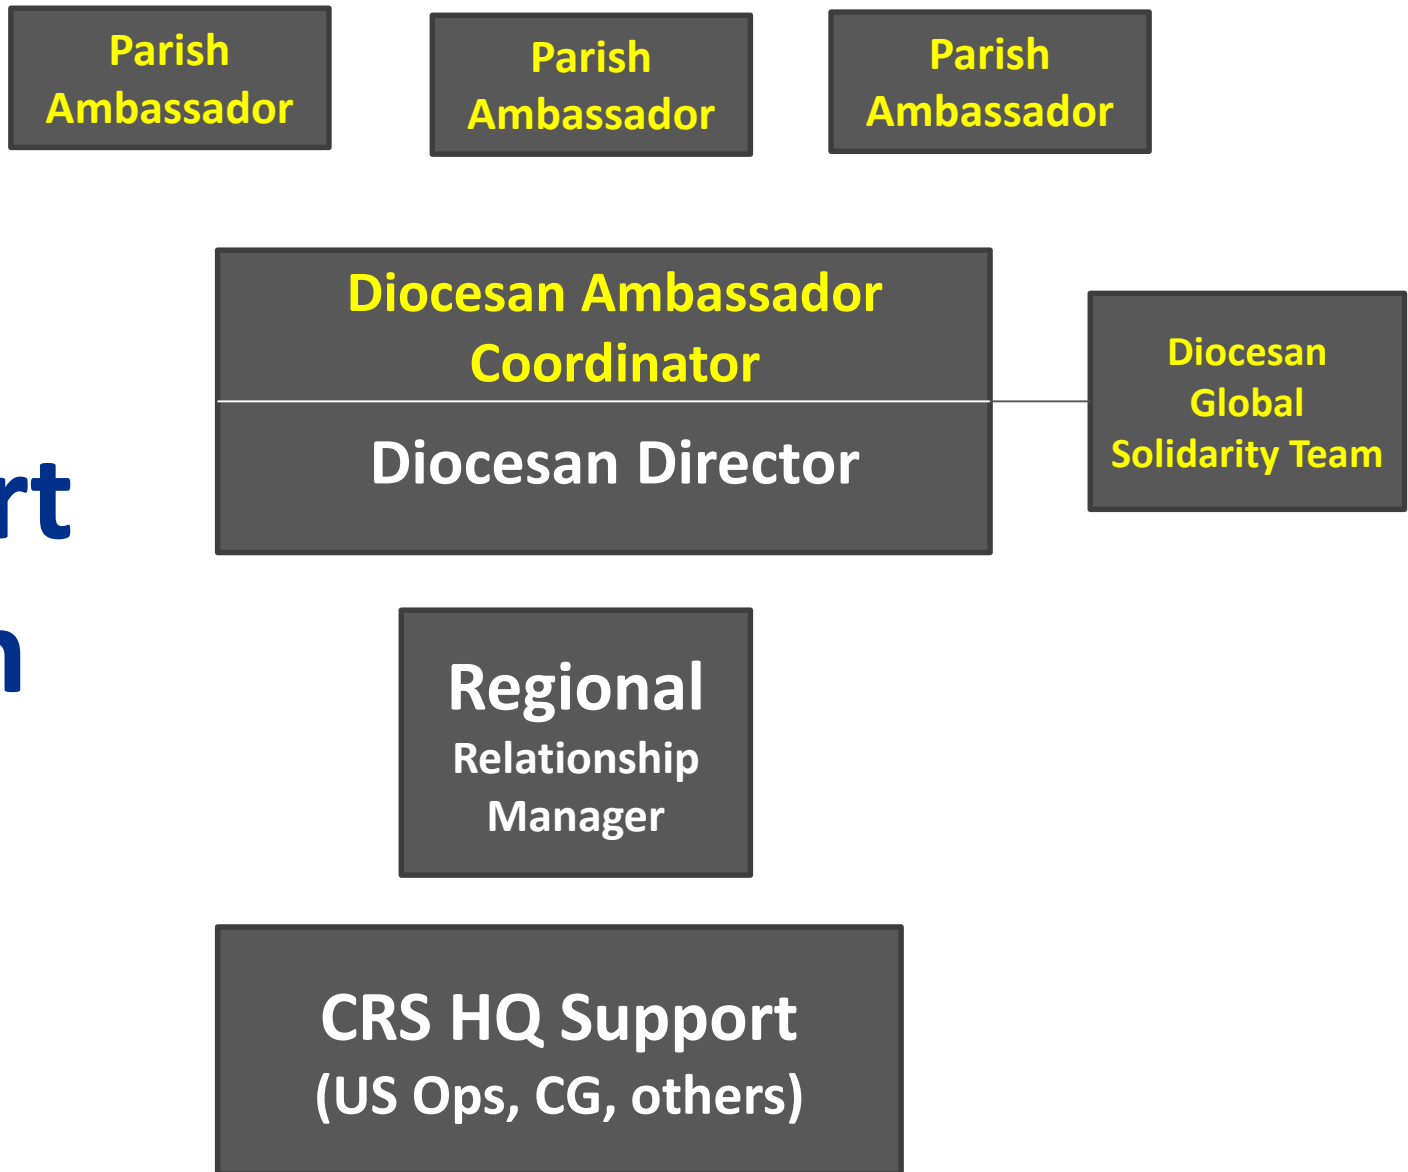 Parish
Ambassador
Parish
Ambassador
Parish
Ambassador
Diocesan Ambassador
Coordinator
Diocesan Director
Diocesan
Global
Solidarity Team
Regional
Relationship
Manager
CRS HQ Support
(US Ops, CG, others)